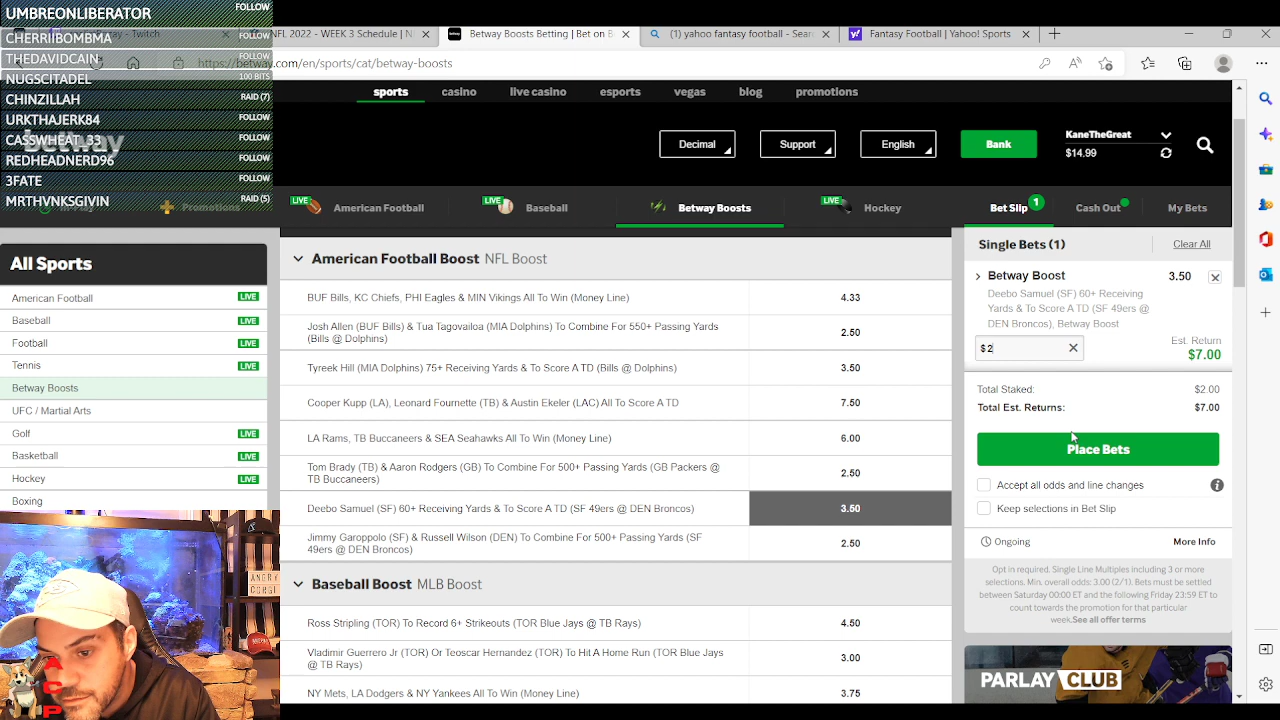 UMBREONLIBERATOR FOLLOW
CHERRIIBOMBMA FOLLOW
THEDAVIDCAIN FOLLOW
NUGSCITADEL 100 BITS
CHINZILLAH RAID (7)
URKTHAJERK84 FOLLOW
CASSWHEAT_33 FOLLOW
REDHEADNERD96 FOLLOW
3FATE FOLLOW
MRTHVNKSGIVIN RAID (5)
Twitch
NFL 2022 - WEEK 3 Schedule | N
Betway Boosts Betting | Bet on B
(1) yahoo fantasy football - Sear
Fantasy Football | Yahoo! Sports
https://betway.com/en/sports/cat/betway-boosts
sports casino live casino esports vegas blog promotions
betway
Decimal Support English Bank KaneTheGreat
$14.99
Promotions
LIVE American Football LIVE Baseball Betway Boosts LIVE Hockey Bet Slip 1 Cash Out My Bets
All Sports
American Football LIVE
Baseball LIVE
Football LIVE
Tennis LIVE
Betway Boosts
UFC / Martial Arts
Golf LIVE
Basketball LIVE
Hockey LIVE
Boxing
American Football Boost NFL Boost
BUF Bills, KC Chiefs, PHI Eagles & MIN Vikings All To Win (Money Line) 4.33
Josh Allen (BUF Bills) & Tua Tagovailoa (MIA Dolphins) To Combine For 550+ Passing Yards
(Bills @ Dolphins) 2.50
Tyreek Hill (MIA Dolphins) 75+ Receiving Yards & To Score A TD (Bills @ Dolphins) 3.50
Cooper Kupp (LA), Leonard Fournette (TB) & Austin Ekeler (LAC) All To Score A TD 7.50
LA Rams, TB Buccaneers & SEA Seahawks All To Win (Money Line) 6.00
Tom Brady (TB) & Aaron Rodgers (GB) To Combine For 500+ Passing Yards (GB Packers @
TB Buccaneers) 2.50
Deebo Samuel (SF) 60+ Receiving Yards & To Score A TD (SF 49ers @ DEN Broncos) 3.50
Jimmy Garoppolo (SF) & Russell Wilson (DEN) To Combine For 500+ Passing Yards (SF
49ers @ DEN Broncos) 2.50
Baseball Boost MLB Boost
Ross Stripling (TOR) To Record 6+ Strikeouts (TOR Blue Jays @ TB Rays) 4.50
Vladimir Guerrero Jr (TOR) Or Teoscar Hernandez (TOR) To Hit A Home Run (TOR Blue Jays
@ TB Rays) 3.00
NY Mets, LA Dodgers & NY Yankees All To Win (Money Line) 3.75
Single Bets (1) Clear All
Betway Boost 3.50
Deebo Samuel (SF) 60+ Receiving
Yards & To Score A TD (SF 49ers @
DEN Broncos), Betway Boost
$2
Est. Return
$7.00
Total Staked: $2.00
Total Est. Returns: $7.00
Place Bets
Accept all odds and line changes
Keep selections in Bet Slip
Ongoing More Info
Opt in required. Single Line Multiples including 3 or more
selections. Min. overall odds: 3.00 (2/1). Bets must be settled
between Saturday 00:00 ET and the following Friday 23:59 ET to
count towards the promotion for that particular
week.See all offer terms
PARLAY CLUB
ANGRY
CORGI
ACP